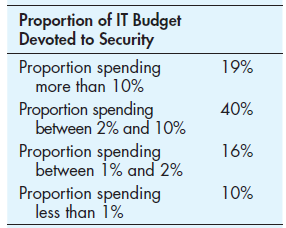 Proportion of IT Budget
Devoted to Security
Proportion spending 19%
more than 10%
Proportion spending 40%
between 2% and 10%
Proportion spending 16%
between 1% and 2%
Proportion spending 10%
less than 1%